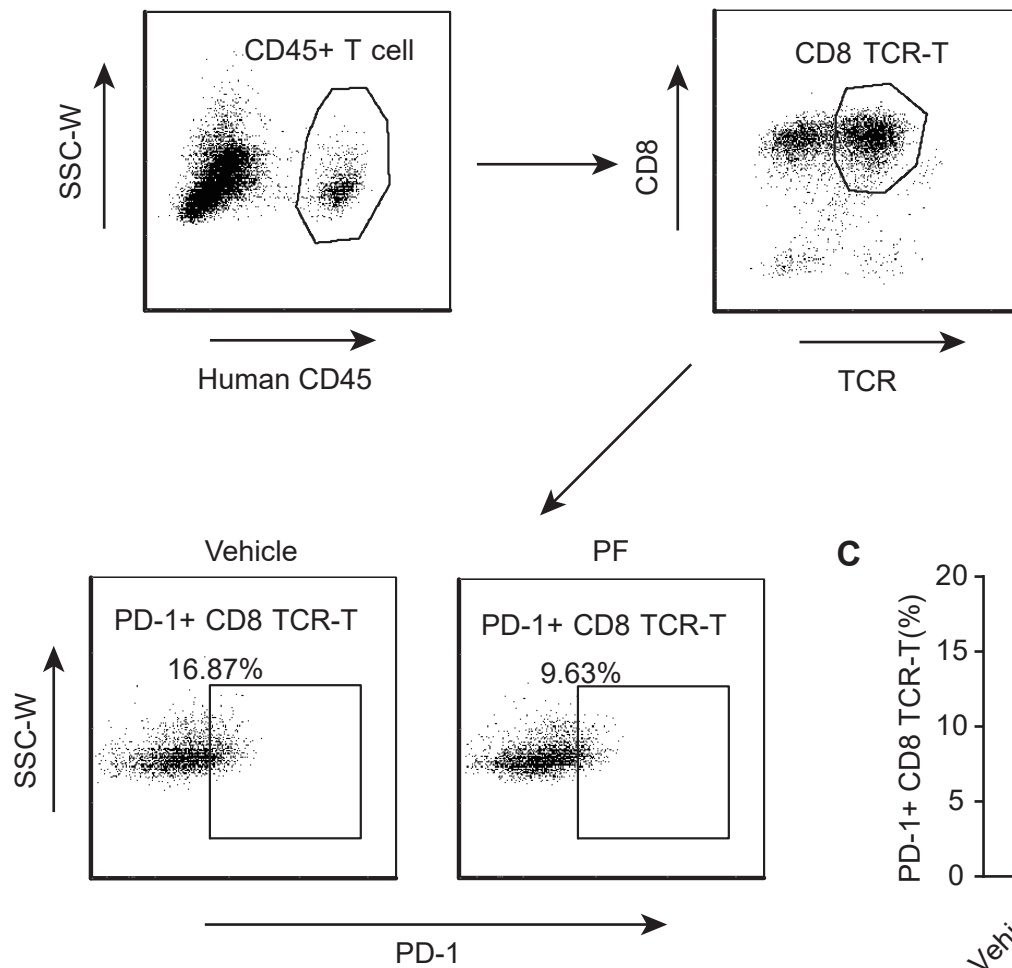 CD45+ T cell
SSC-W
Human CD45
CD8 TCR-T
CD8
TCR
Vehicle
PD-1+ CD8 TCR-T
16.87%
SSC-W
PF
PD-1+ CD8 TCR-T
9.63%
PD-1
C
PD-1+ CD8 TCR-T(%)
20
15
10
5
0
Vehi